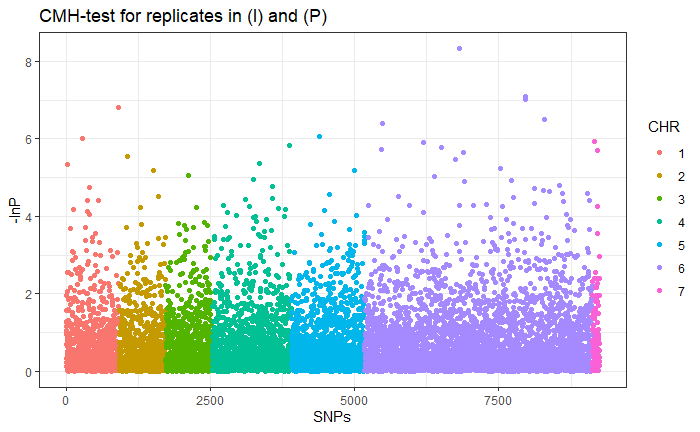 CMH-test for replicates in (I) and (P)
8
6
4
2
0
-lnP
0 2500 5000 7500
SNPs
CHR
1
2
3
4
5
6
7